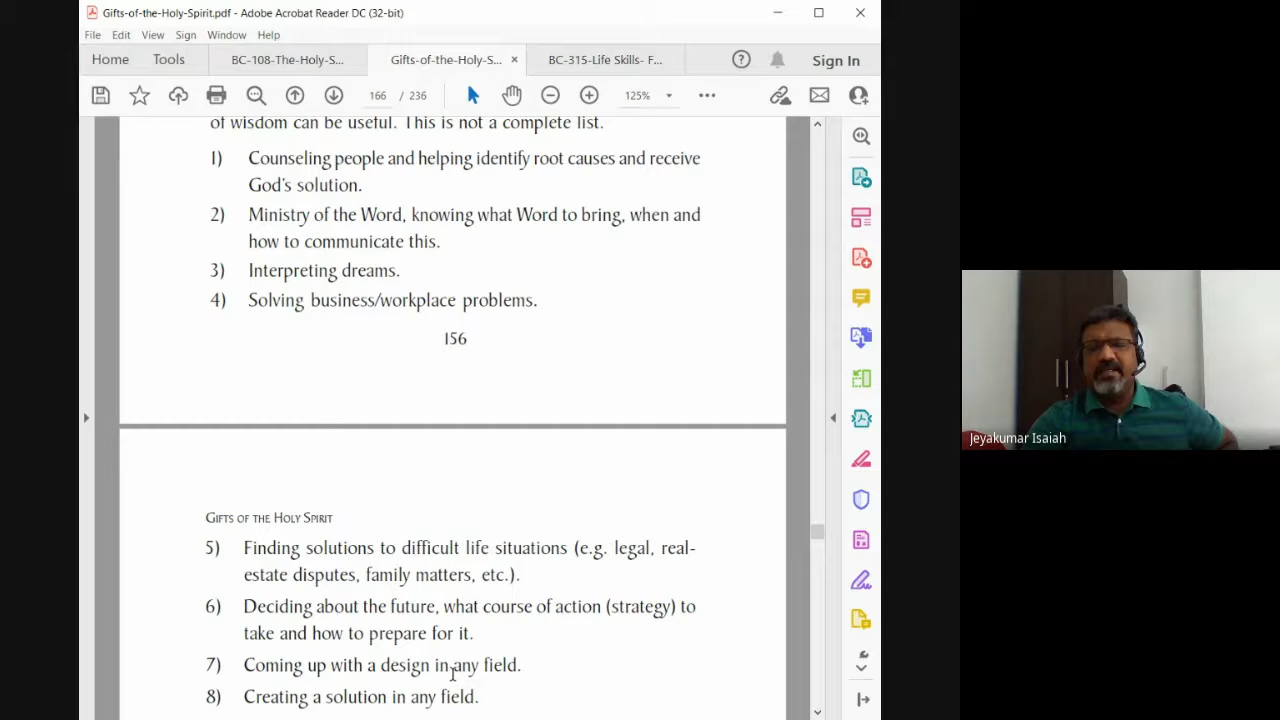 Gifts-of-the-Holy-Spirit.pdf - Adobe Acrobat Reader DC (32-bit)
File Edit View Sign Window Help
Home Tools BC-108-The-Holy-S... Gifts-of-the-Holy-S... × BC-315-Life Skills- F... Sign In
166 / 236 125%
of wisdom can be useful. This is not a complete list.
1) Counseling people and helping identify root causes and receive
God's solution.
2) Ministry of the Word, knowing what Word to bring, when and
how to communicate this.
3) Interpreting dreams.
4) Solving business/workplace problems.
156
GIFTS OF THE HOLY SPIRIT
5) Finding solutions to difficult life situations (e.g. legal, real-
estate disputes, family matters, etc.).
6) Deciding about the future, what course of action (strategy) to
take and how to prepare for it.
7) Coming up with a design in any field.
8) Creating a solution in any field.
Jeyakumar Isaiah